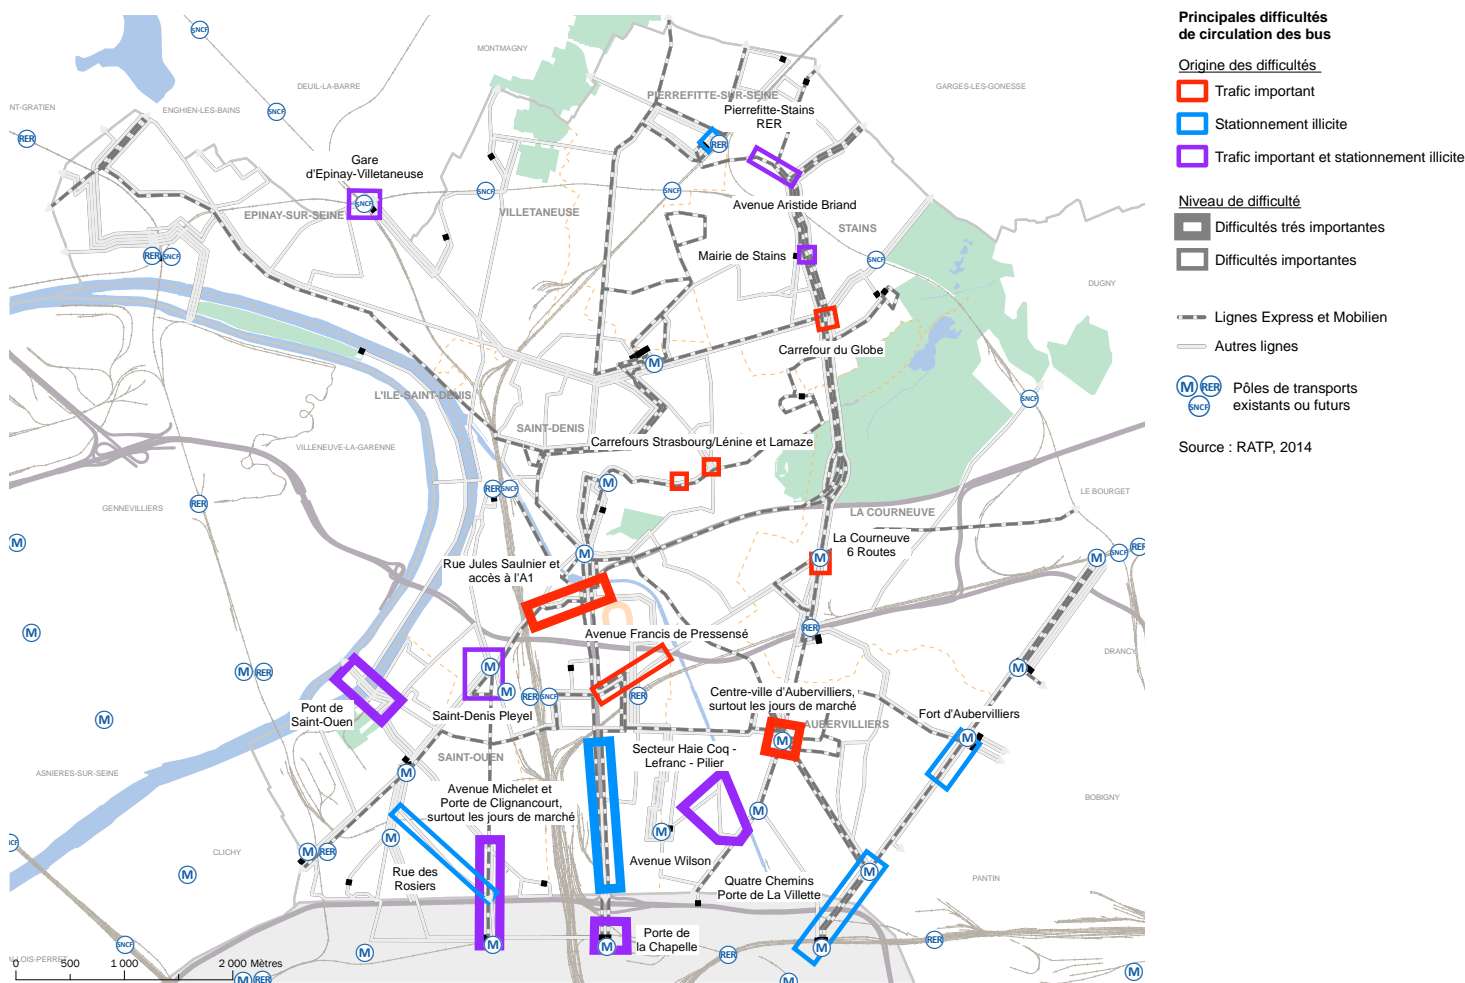 Principales difficultés
de circulation des bus
Origine des difficultés
Trafic important
Stationnement illicite
Trafic important et stationnement illicite
Niveau de difficulté
Difficultés trés importantes
Difficultés importantes
Lignes Express et Mobilien
Autres lignes
M RER
SNCF
Pôles de transports
existants ou futurs
Source : RATP, 2014
MONTMAGNY
DEUIL-LA-BARRE
GARGES-LES-GONESSE
NT-GRATIEN
ENGHIEN-LES-BAINS
PIERREFITTE-SUR-SEINE
Pierrefitte-Stains
RER
Gare
d'Epinay-Villetaneuse
EPINAY-SUR-SEINE
VILLETANEUSE
Avenue Aristide Briand
STAINS
Mairie de Stains
DUGNY
Carrefour du Globe
L'ILE-SAINT-DENIS
SAINT-DENIS
VILLENEUVE-LA-GARENNE
Carrefours Strasbourg/Lénine et Lamaze
GENNEVILLIERS
LE BOURGET
LA COURNEUVE
La Courneuve
6 Routes
Rue Jules Saulnier et
accès à l'A1
Avenue Francis de Pressensé
DRANCY
Pont de
Saint-Ouen
Saint-Denis Pleyel
Centre-ville d'Aubervilliers,
surtout les jours de marché
AUBERVILLIERS
Fort d'Aubervilliers
SAINT-OUEN
Secteur Haie Coq -
Lefranc - Pilier
ASNIERES-SUR-SEINE
Avenue Michelet et
Porte de Clignancourt,
surtout les jours de marché
BOBIGNY
CLICHY
Rue des
Rosiers
Avenue Wilson
Quatre Chemins
Porte de La Villette
PANTIN
Porte de
la Chapelle
LOIS-PERRET
0 500 1 000 2 000 Mètres